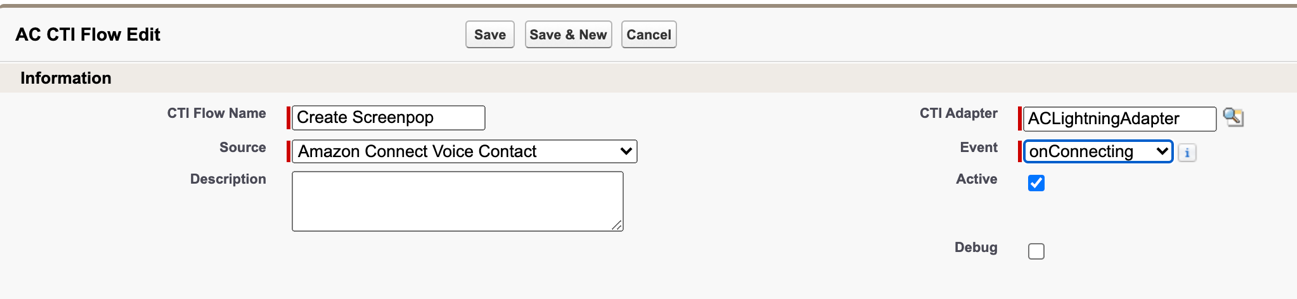 AC CTI Flow Edit Save Save & New Cancel
Information
CTI Flow Name Create Screenpop CTI Adapter ACLightningAdapter
Source Amazon Connect Voice Contact Event onConnecting i
Description Active
Debug